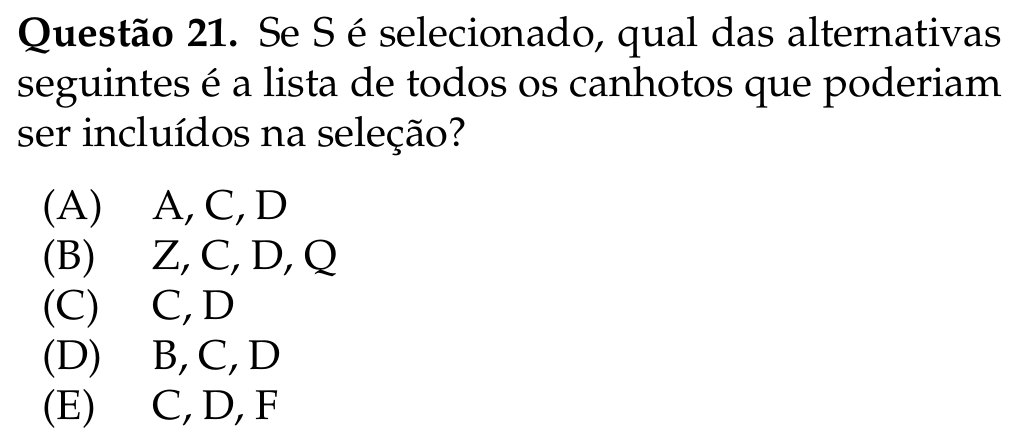 Questão 21. Se S é selecionado, qual das alternativas
seguintes é a lista de todos os canhotos que poderiam
ser incluídos na seleção?
(A) A, C, D
(B) Z, C, D, Q
(C) C, D
(D) B, C, D
(E) C, D, F